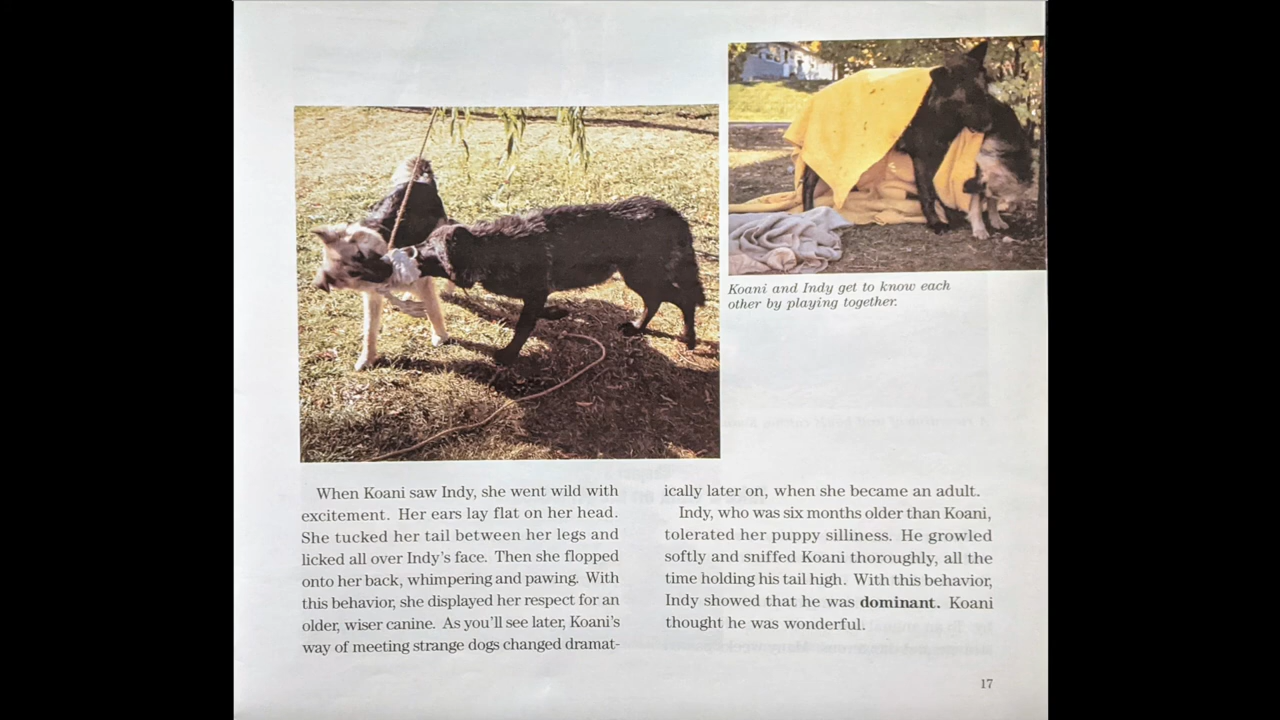 Koani and Indy get to know each
other by playing together.
When Koani saw Indy, she went wild with
excitement. Her ears lay flat on her head.
She tucked her tail between her legs and
licked all over Indy's face. Then she flopped
onto her back, whimpering and pawing. With
this behavior, she displayed her respect for an
older, wiser canine. As you'll see later, Koani's
way of meeting strange dogs changed dramat-
ically later on, when she became an adult.
Indy, who was six months older than Koani,
tolerated her puppy silliness. He growled
softly and sniffed Koani thoroughly, all the
time holding his tail high. With this behavior,
Indy showed that he was dominant. Koani
thought he was wonderful.
17